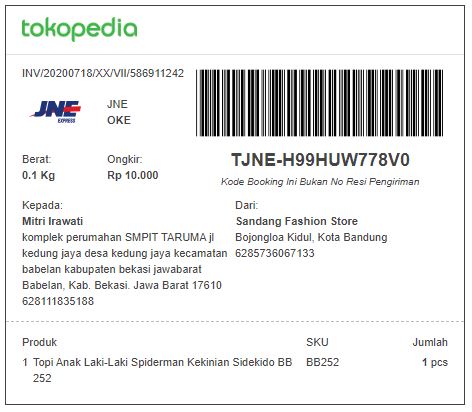 tokopedia
INV/20200718/XX/VII/586911242
JNE
EXPRESS
JNE
OKE
Berat:
0.1 Kg
Ongkir:
Rp 10.000
TJNE-H99HUW778V0
Kode Booking Ini Bukan No Resi Pengiriman
Kepada:
Mitri Irawati
komplek perumahan SMPIT TARUMA jl
kedung jaya desa kedung jaya kecamatan
babelan kabupaten bekasi jawabarat
Babelan, Kab. Bekasi. Jawa Barat 17610
628111835188
Dari:
Sandang Fashion Store
Bojongloa Kidul, Kota Bandung
6285736067133
Produk SKU Jumlah
1 Topi Anak Laki-Laki Spiderman Kekinian Sidekido BB BB252 1 pcs
252